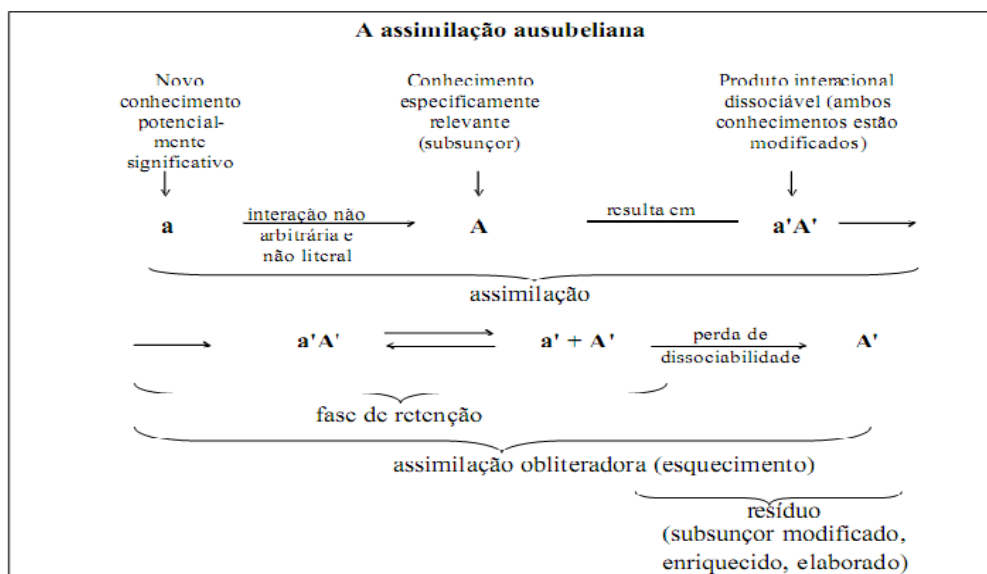 A assimilação ausubeliana
Novo
conhecimento
potencial-
mente
significativo
Conhecimento
especificamente
relevante
(subsunçor)
Produto interacional
dissociável (ambos
conhecimentos estão
modificados)
a
interação não
arbitrária e
não literal
A
resulta em
a'A'
assimilação
a'A'
a' + A'
perda de
dissociabilidade
A'
fase de retenção
assimilação obliteradora (esquecimento)
resíduo
(subsunçor modificado,
enriquecido, elaborado)